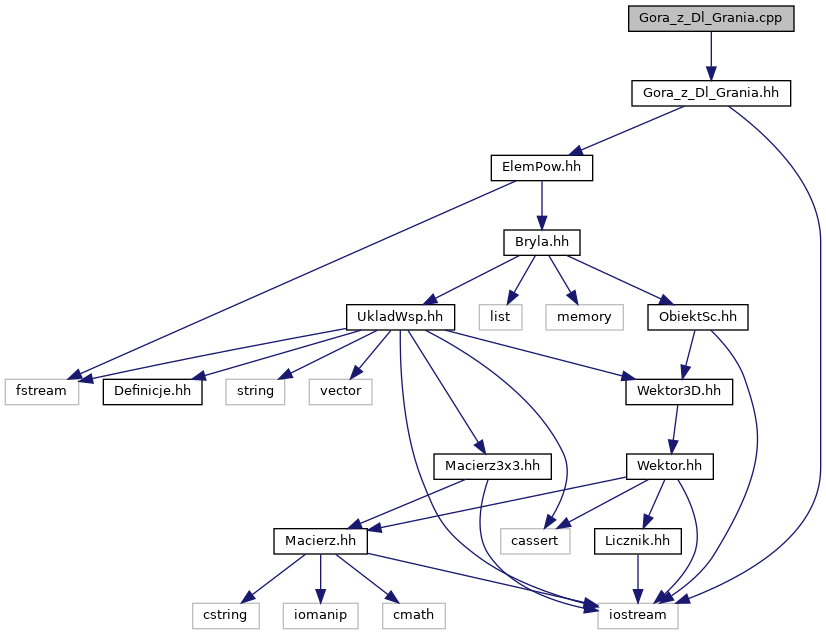 Gora_z_Dl_Grania.cpp
Gora_z_Dl_Grania.hh
ElemPow.hh
Bryla.hh
UkladWsp.hh
list
memory
ObiektSc.hh
fstream
Definicje.hh
string
vector
Wektor3D.hh
Macierz3x3.hh
Wektor.hh
Macierz.hh
cassert
Licznik.hh
cstring
iomanip
cmath
iostream